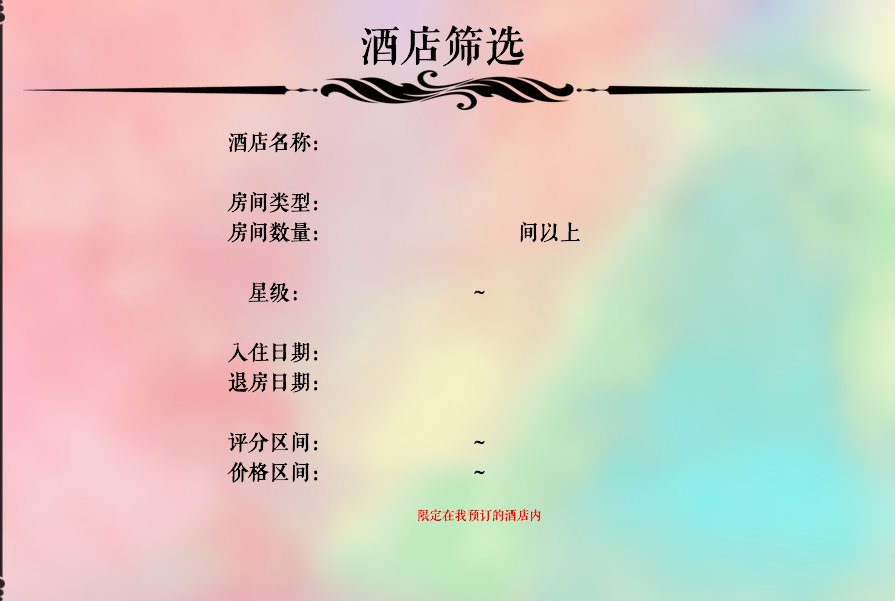 酒店筛选
酒店名称:
房间类型:
房间数量: 间以上
星级: ~
入住日期:
退房日期:
评分区间: ~
价格区间: ~
限定在我预订的酒店内